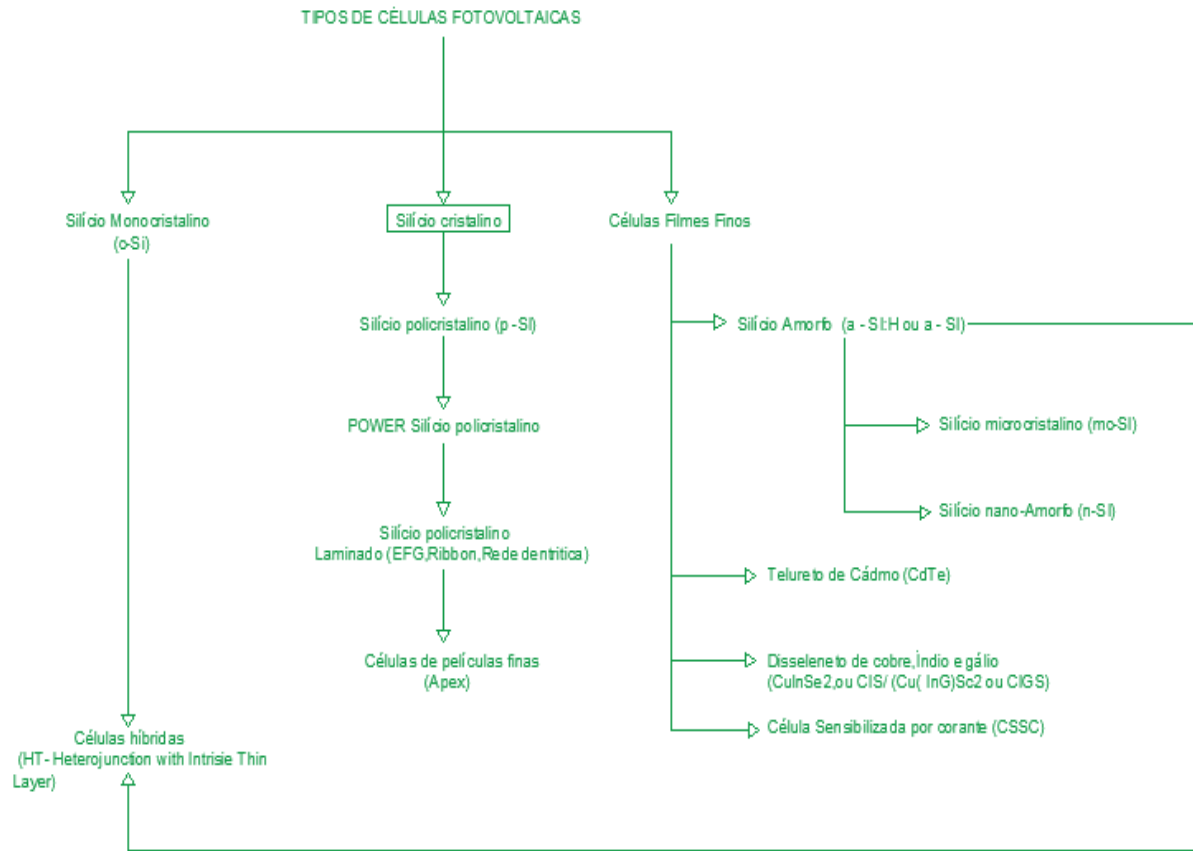 TIPOS DE CÉLULAS FOTOVOLTAICAS
Silício Monocristalino
(c-Si)
Silício cristalino
Células Filmes Finos
Silício policristalino (p -SI)
Silício Amorfo (a - SI:H ou a - SI)
POWER Silício policristalino
Silício microcristalino (mc-SI)
Silício nano-Amorfo (n-SI)
Silício policristalino
Laminado (EFG,Ribbon,Rede dentritica)
Telureto de Cádmo (CdTe)
Células de películas finas
(Apex)
Disseleneto de cobre,Índio e gálio
(CuInSe2,ou CIS/ (Cu( InG)Sc2 ou CIGS)
Célula Sensibilizada por corante (CSSC)
Células híbridas
(HT- Heterojunction with Intrisie Thin
Layer)